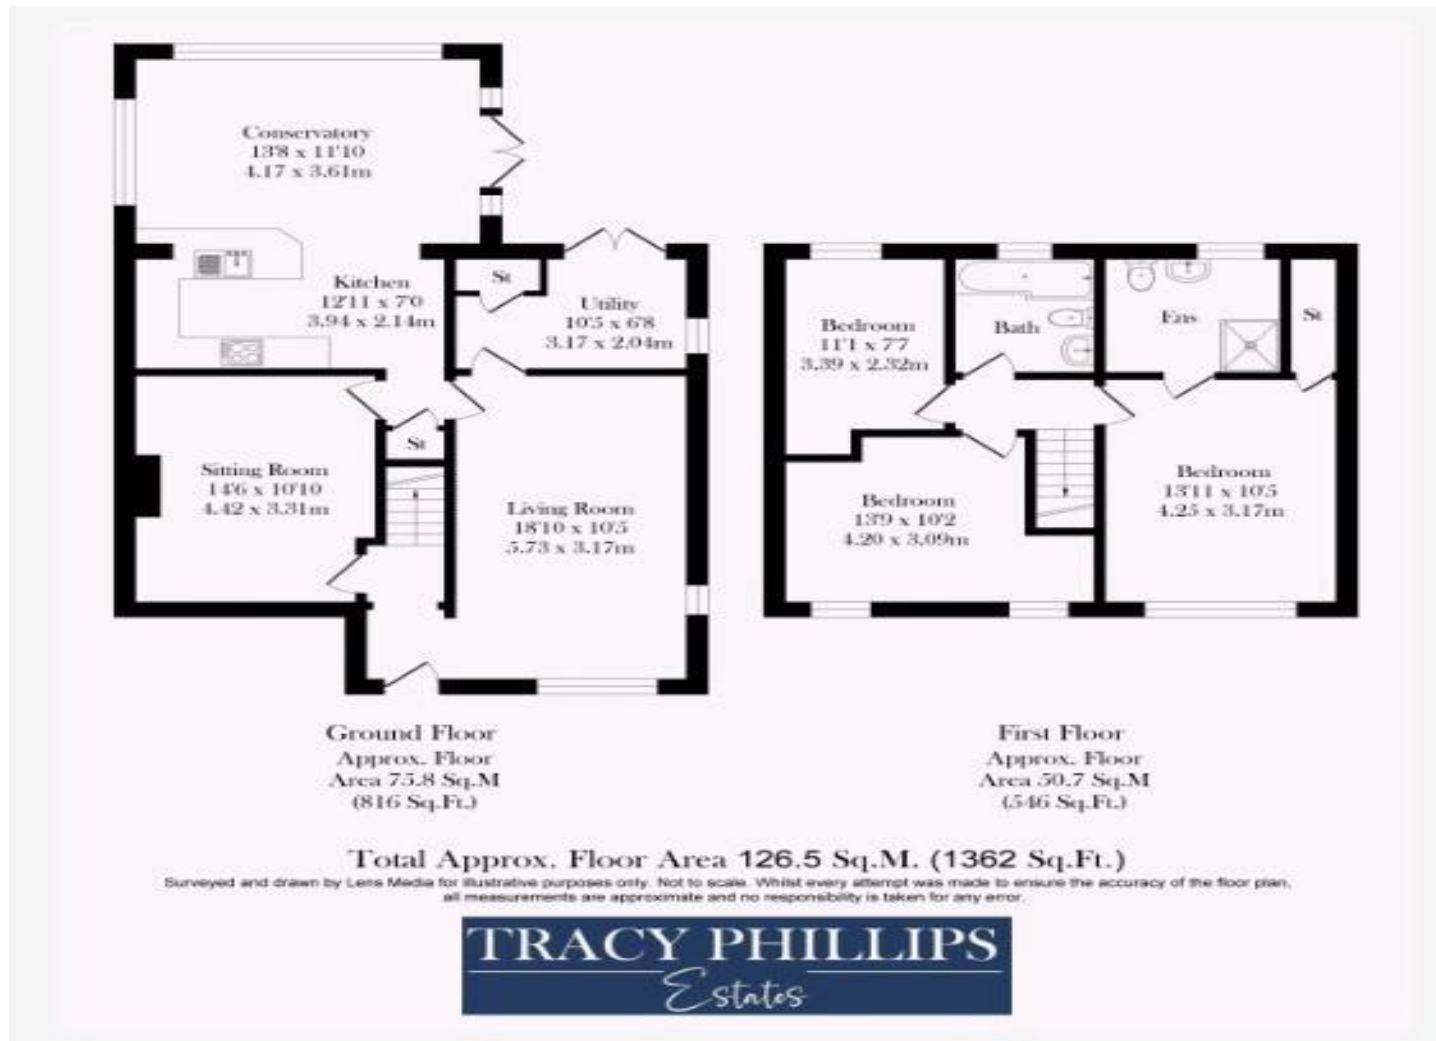 Conservatory
13'8 x 11'10
4.17 x 3.61m
Kitchen
12'11 x 7'0
3.94 x 2.14m
St
Utility
10'5 x 6'8
3.17 x 2.04m
St
Sitting Room
14'6 x 10'10
4.42 x 3.31m
Living Room
18'10 x 10'5
5.73 x 3.17m
Bedroom
11'1 x 7'7
3.39 x 2.32m
Bath
Ens
St
Bedroom
13'9 x 10'2
4.20 x 3.09m
Bedroom
13'11 x 10'5
4.25 x 3.17m
Ground Floor
Approx. Floor
Area 75.8 Sq.M
(816 Sq.Ft.)
First Floor
Approx. Floor
Area 50.7 Sq.M
(546 Sq.Ft.)
Total Approx. Floor Area 126.5 Sq.M. (1362 Sq.Ft.)
Surveyed and drawn by Lens Media for illustrative purposes only. Not to scale. Whilst every attempt was made to ensure the accuracy of the floor plan,
all measurements are approximate and no responsibility is taken for any error.
TRACY PHILLIPS
Estates